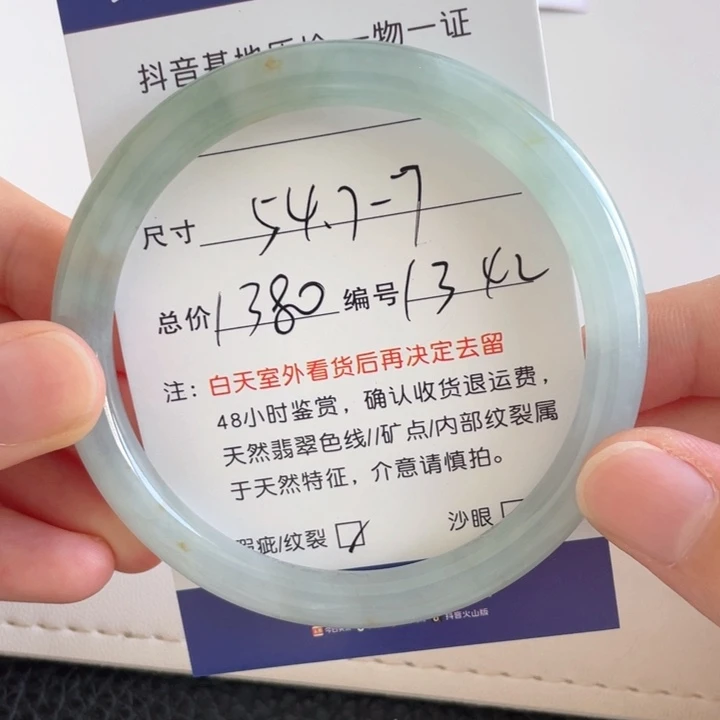 抖音基地质检 一物一证
尺寸 54.7-7
总价 1380 编号 1342
注：白天室外看货后再决定去留
48小时鉴赏，确认收货退运费，
天然翡翠色线//矿点/内部纹裂属
于天然特征，介意请慎拍。
瑕疵/纹裂 沙眼
抖音火山版